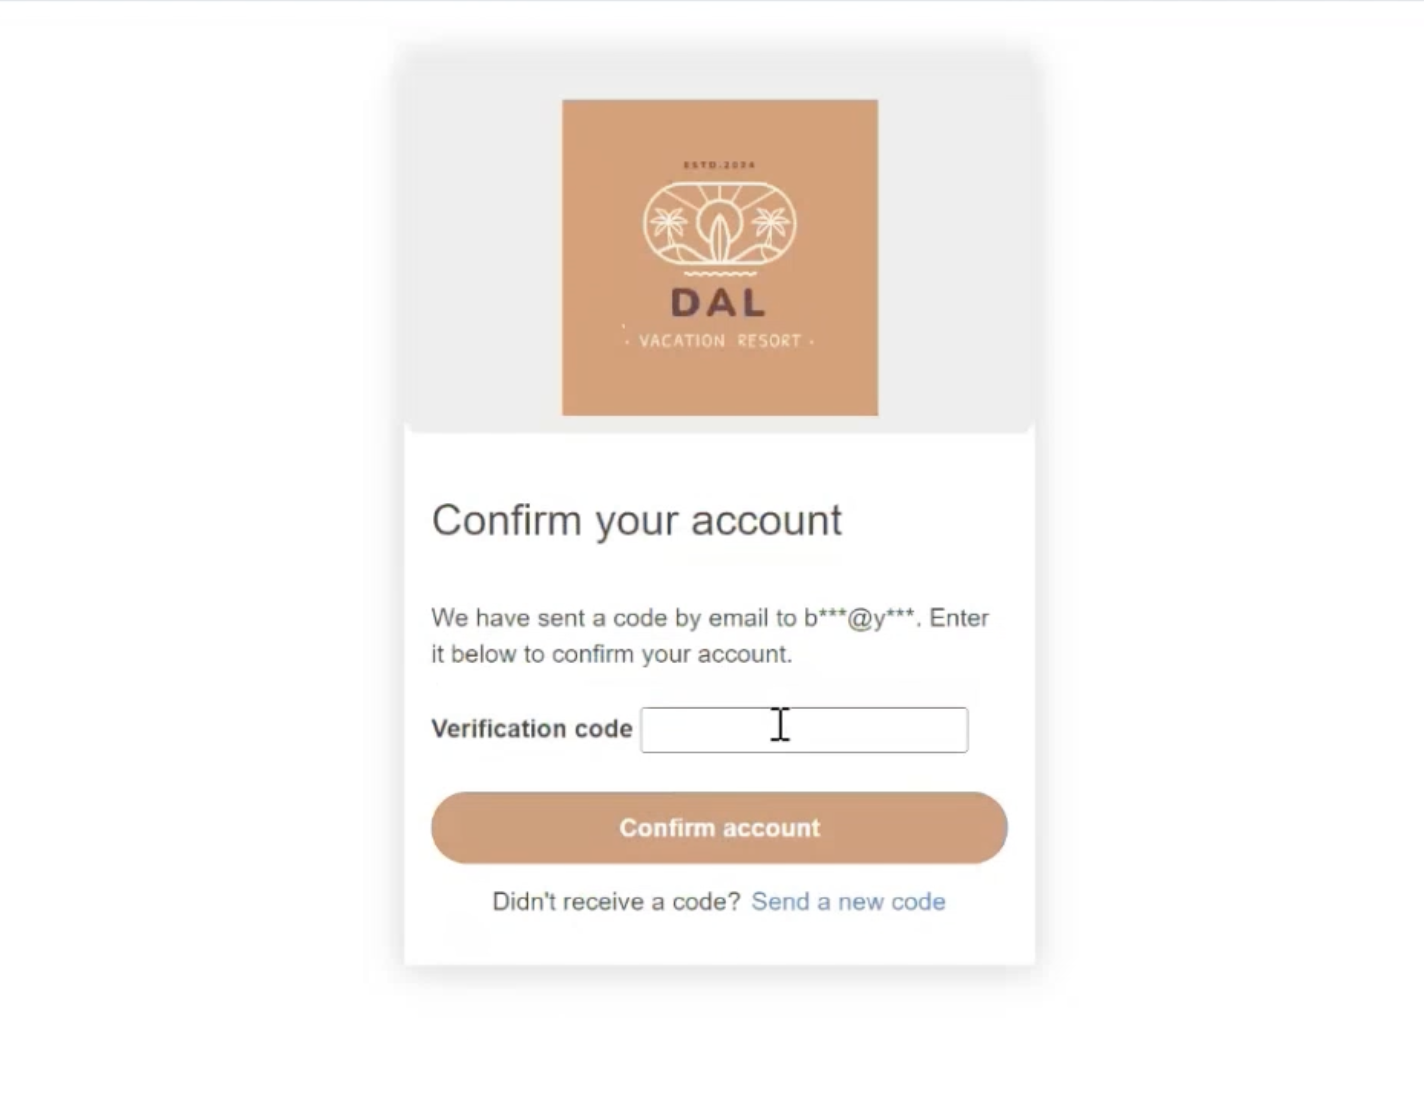 ESTD.2024
DAL
· VACATION RESORT ·
Confirm your account
We have sent a code by email to b***@y***. Enter
it below to confirm your account.
Verification code
Confirm account
Didn't receive a code? Send a new code